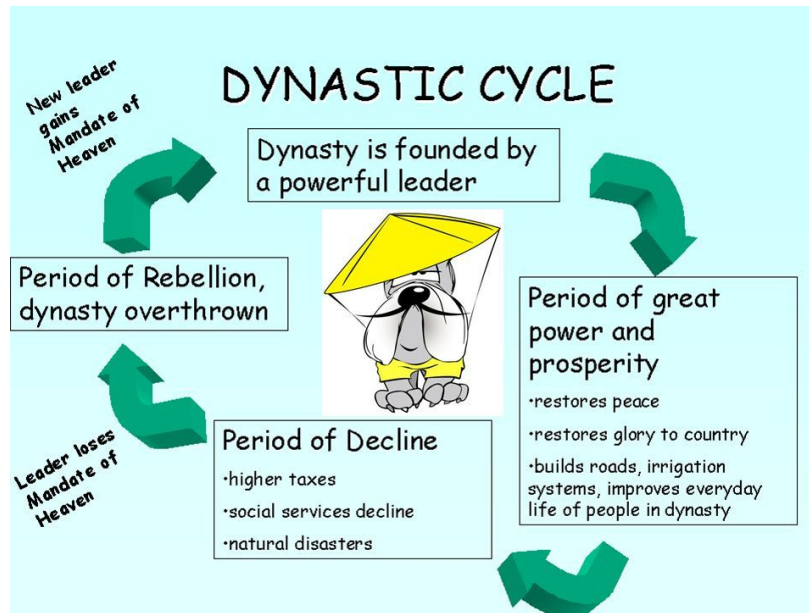 DYNASTIC CYCLE
New leader
gains
Mandate of
Heaven
Dynasty is founded by
a powerful leader
Period of great
power and
prosperity
•restores peace
•restores glory to country
•builds roads, irrigation
systems, improves everyday
life of people in dynasty
Period of Decline
•higher taxes
•social services decline
•natural disasters
Leader loses
Mandate of
Heaven
Period of Rebellion,
dynasty overthrown